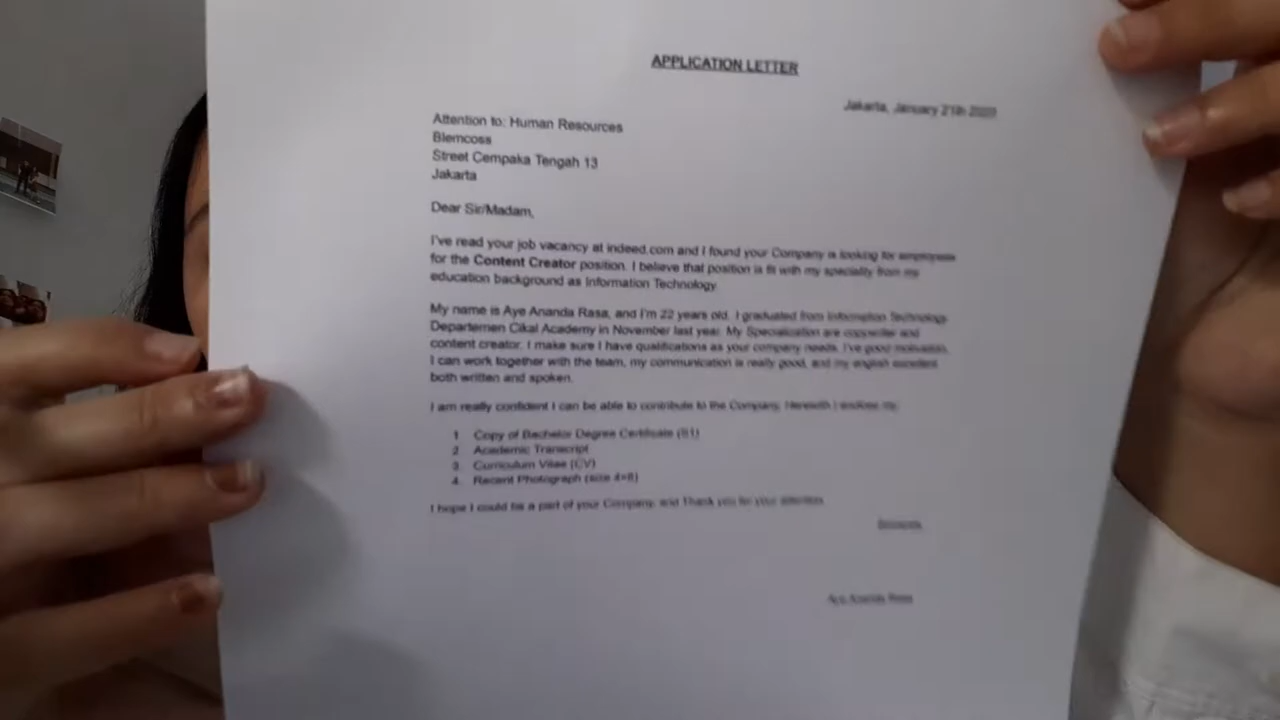 APPLICATION LETTER
Jakarta, January 21th
Attention to: Human Resources
Blemcoss
Street Cempaka Tengah 13
Jakarta
Dear Sir/Madam,
I've read your job vacancy at indeed.com and I found your Company is looking for employee
for the Content Creator position. I believe that position is fit with my speciality from my
education background as Information Technology
My name is Aye Ananda Rasa, and I'm 22 years old. I graduated from Information Technology
Departemen Cikal Academy in November last year. My Specialization are copywriter and
content creator. I make sure I have qualifications as your company needs. I've good motivation.
I can work together with the team, my communication is really good, and my english excellent
both written and spoken.
I am really confident I can be able to contribute to the Company. Herewith I enclose my:
1 Copy of Bachelor Degree Certificate (S1)
2 Academic Transcript
3. Curriculum Vitae (CV)
4. Recent Photograph (size 4×6)
I hope I could be a part of your Company, and Thank you for your attention.
Aye Ananda Rasa